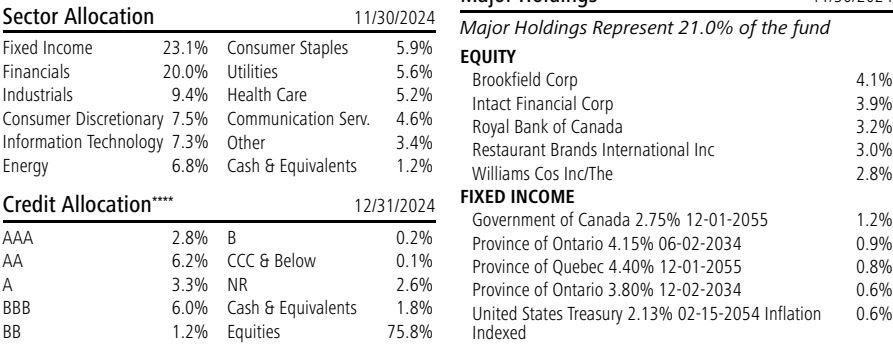 Sector Allocation 11/30/2024
Fixed Income 23.1% Consumer Staples 5.9%
Financials 20.0% Utilities 5.6%
Industrials 9.4% Health Care 5.2%
Consumer Discretionary 7.5% Communication Serv. 4.6%
Information Technology 7.3% Other 3.4%
Energy 6.8% Cash & Equivalents 1.2%
Credit Allocation**** 12/31/2024
AAA 2.8% B 0.2%
AA 6.2% CCC & Below 0.1%
A 3.3% NR 2.6%
BBB 6.0% Cash & Equivalents 1.8%
BB 1.2% Equities 75.8%
Major Holdings Represent 21.0% of the fund
EQUITY
Brookfield Corp 4.1%
Intact Financial Corp 3.9%
Royal Bank of Canada 3.2%
Restaurant Brands International Inc 3.0%
Williams Cos Inc/The 2.8%
FIXED INCOME
Government of Canada 2.75% 12-01-2055 1.2%
Province of Ontario 4.15% 06-02-2034 0.9%
Province of Quebec 4.40% 12-01-2055 0.8%
Province of Ontario 3.80% 12-02-2034 0.6%
United States Treasury 2.13% 02-15-2054 Inflation 0.6%
Indexed